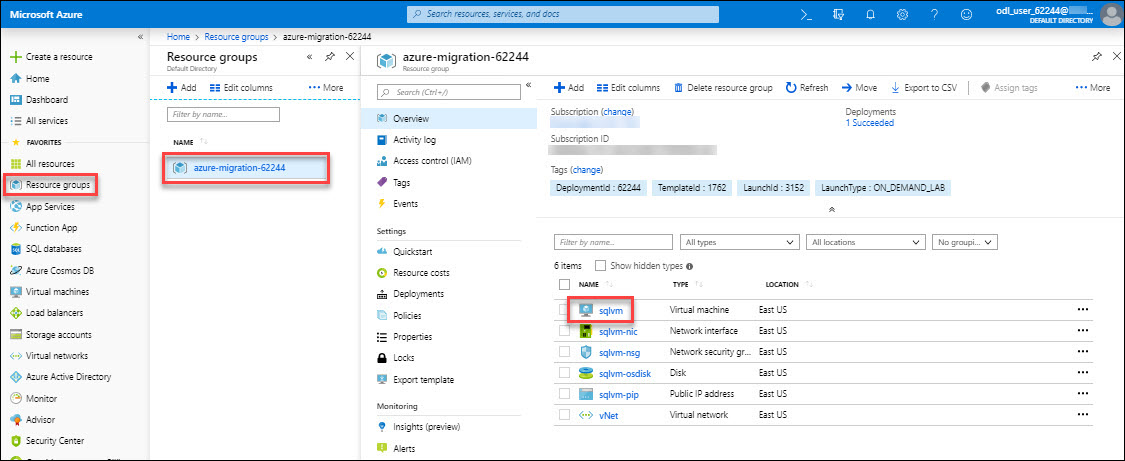 Microsoft Azure
Search resources, services, and docs
odl_user_62244@
DEFAULT DIRECTORY
«
Create a resource
Home
Dashboard
All services
FAVORITES
All resources
Resource groups
App Services
Function App
SQL databases
Azure Cosmos DB
Virtual machines
Load balancers
Storage accounts
Virtual networks
Azure Active Directory
Monitor
Advisor
Security Center
Home > Resource groups > azure-migration-62244
Resource groups
Default Directory
Add Edit columns ••• More
Filter by name...
NAME
azure-migration-62244
azure-migration-62244
Resource group
Search (Ctrl+/)
Overview
Activity log
Access control (IAM)
Tags
Events
Settings
Quickstart
Resource costs
Deployments
Policies
Properties
Locks
Export template
Monitoring
Insights (preview)
Alerts
Add Edit columns Delete resource group Refresh Move Export to CSV Assign tags ••• More
Subscription (change)
Deployments
1 Succeeded
Subscription ID
Tags (change)
DeploymentId : 62244 TemplateId : 1762 LaunchId : 3152 LaunchType : ON_DEMAND_LAB
Filter by name... All types All locations No groupi...
6 items Show hidden types
NAME TYPE LOCATION
sqlvm Virtual machine East US •••
sqlvm-nic Network interface East US •••
sqlvm-nsg Network security gr... East US •••
sqlvm-osdisk Disk East US •••
sqlvm-pip Public IP address East US •••
vNet Virtual network East US •••